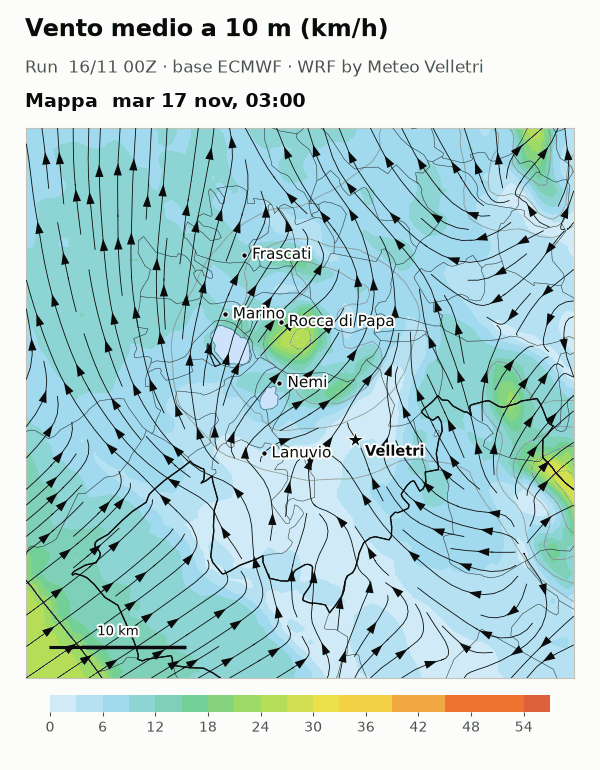 Vento medio a 10 m (km/h)
Run  16/11 00Z · base ECMWF · WRF by Meteo Velletri
Mappa  mar 17 nov, 03:00
Frascati
Marino
Rocca di Papa
Nemi
Lanuvio
Velletri
10 km
0 6 12 18 24 30 36 42 48 54